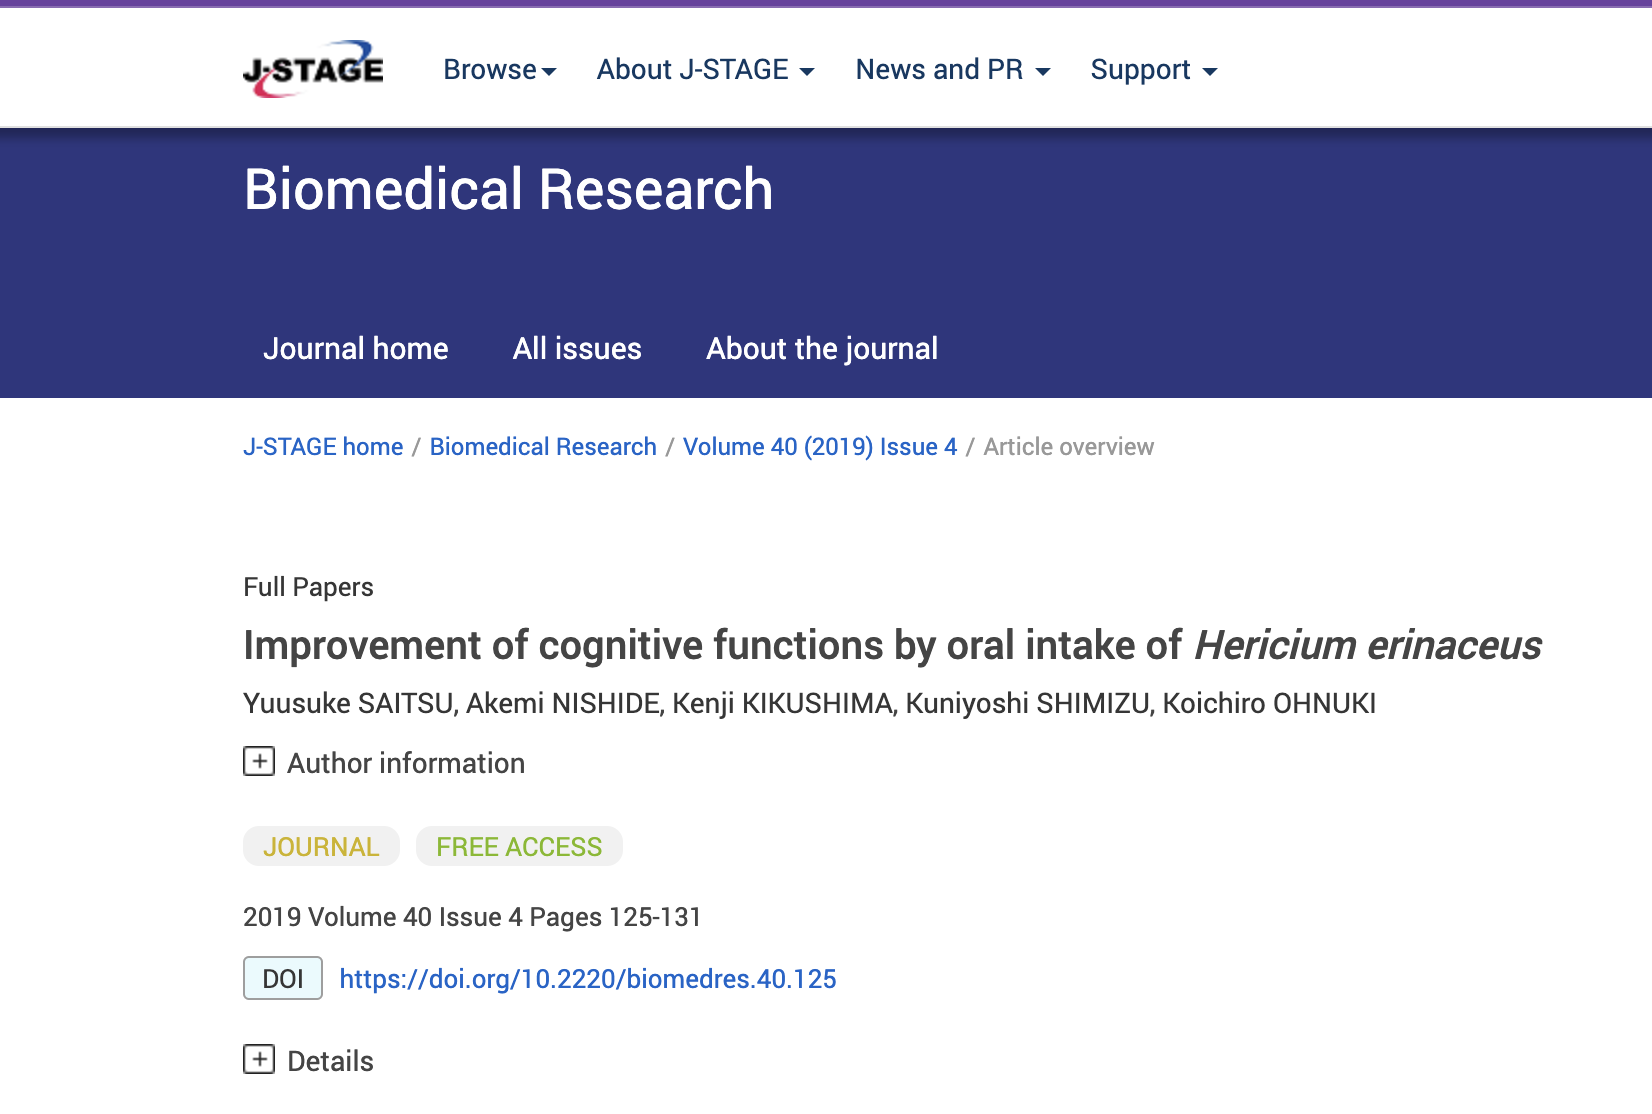 J-STAGE Browse About J-STAGE News and PR Support
Biomedical Research
Journal home All issues About the journal
J-STAGE home / Biomedical Research / Volume 40 (2019) Issue 4 / Article overview
Full Papers
Improvement of cognitive functions by oral intake of Hericium erinaceus
Yuusuke SAITSU, Akemi NISHIDE, Kenji KIKUSHIMA, Kuniyoshi SHIMIZU, Koichiro OHNUKI
+ Author information
JOURNAL FREE ACCESS
2019 Volume 40 Issue 4 Pages 125-131
DOI https://doi.org/10.2220/biomedres.40.125
+ Details